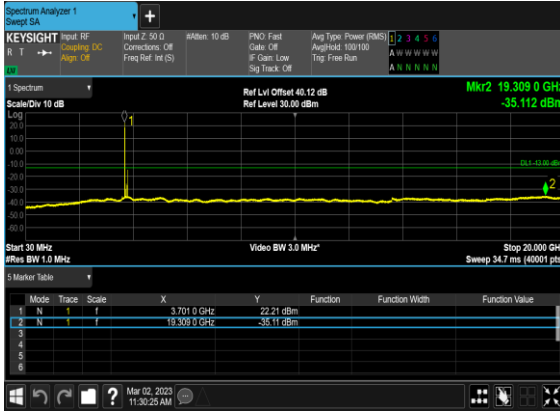 Spectrum Analyzer 1
Swept SA
+
KEYSIGHT Input: RF
R T Coupling: DC
Align: Off
Input Z: 50 Ω
Corrections: Off
Freq Ref: Int (S)
#Atten: 10 dB
PNO: Fast
Gate: Off
IF Gain: Low
Sig Track: Off
Avg Type: Power (RMS)
Avg|Hold: 100/100
Trig: Free Run
1 2 3 4 5 6
A W W W W W
A N N N N N
1 Spectrum
Scale/Div 10 dB
Ref Lvl Offset 40.12 dB
Ref Level 30.00 dBm
Mkr2 19.309 0 GHz
-35.112 dBm
Log
1
20.0
10.0
0.00
-10.0
DL1 -13.00 dBm
-20.0
2
-30.0
-40.0
-50.0
-60.0
Start 30 MHz
Video BW 3.0 MHz*
Stop 20.000 GH
#Res BW 1.0 MHz
Sweep 34.7 ms (40001 pts
5 Marker Table
Mode Trace Scale X Y Function Function Width Function Value
1 N 1 f 3.701 0 GHz 22.21 dBm
2 N 1 f 19.309 0 GHz -35.11 dBm
3
4
5
6
? Mar 02, 2023
11:30:25 AM